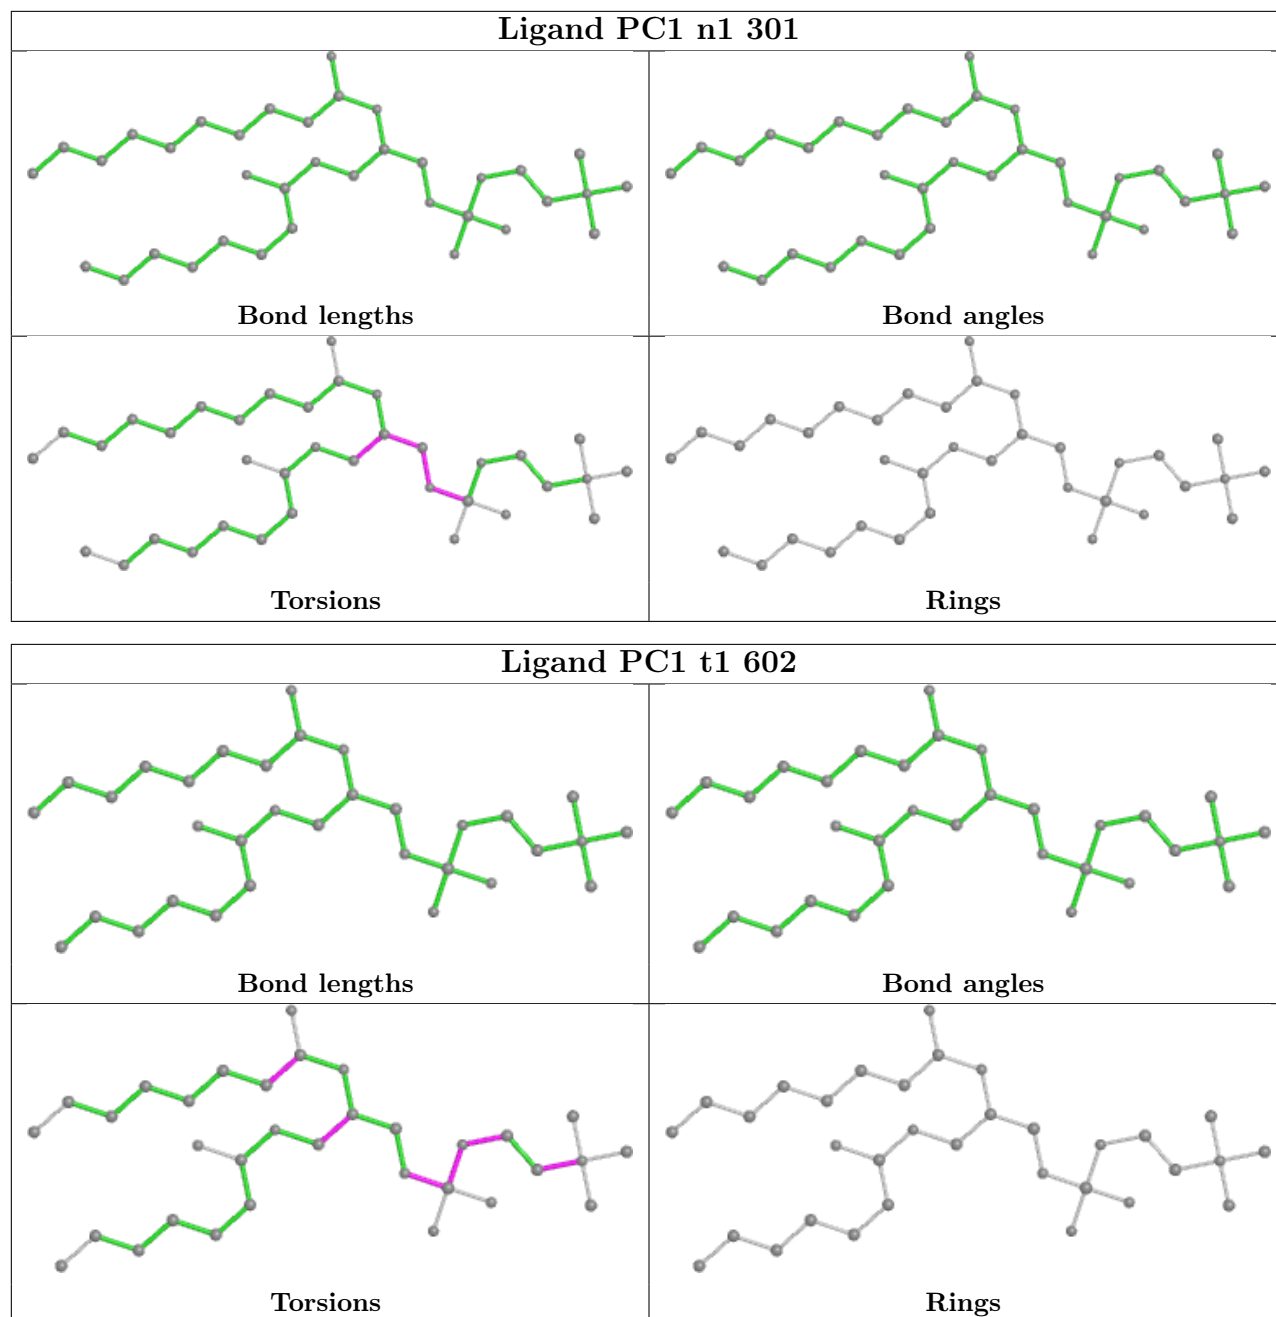 Ligand PC1 n1 301
Bond lengths
Bond angles
Torsions
Rings
Ligand PC1 t1 602
Bond lengths
Bond angles
Torsions
Rings